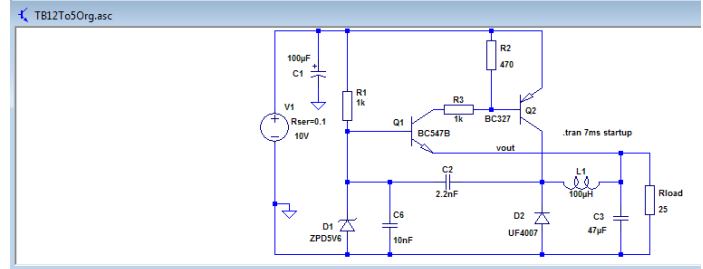 TB12To5Org.asc
100µF
C1
R2
470
R1
1k
V1
Rser=0.1
10V
Q1
BC547B
R3
1k
BC327
Q2
.tran 7ms startup
vout
C2
2.2nF
L1
100µH
Rload
25
D1
ZPD5V6
C6
10nF
D2
UF4007
C3
47µF